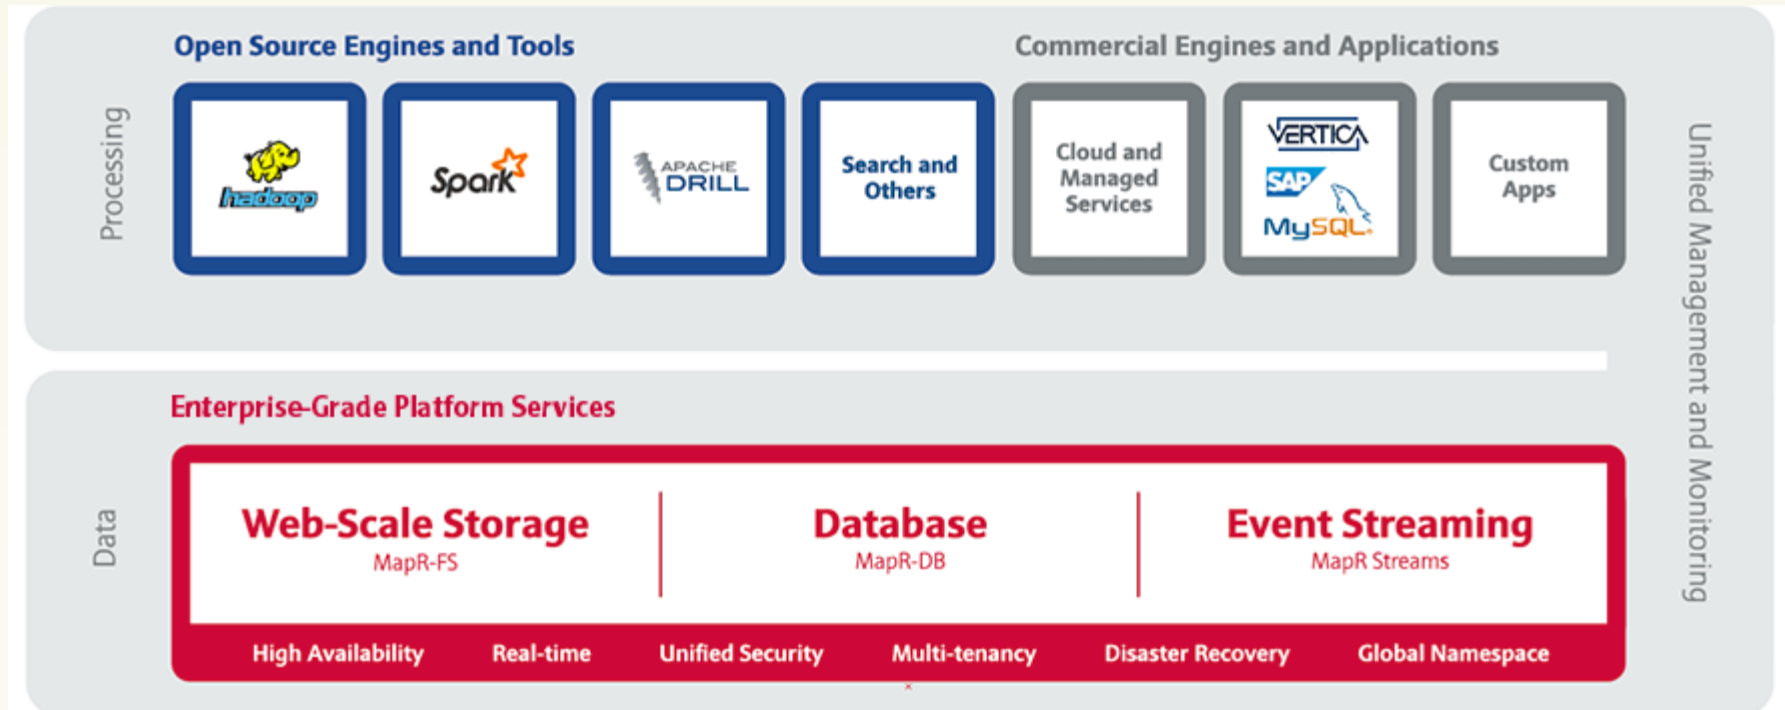 Open Source Engines and Tools
Commercial Engines and Applications
Processing
hadoop
Spark
APACHE
DRILL
Search and
Others
Cloud and
Managed
Services
VERTICA
SAP
MySQL
Custom
Apps
Unified Management and Monitoring
Enterprise-Grade Platform Services
Data
Web-Scale Storage
MapR-FS
Database
MapR-DB
Event Streaming
MapR Streams
High Availability
Real-time
Unified Security
Multi-tenancy
Disaster Recovery
Global Namespace